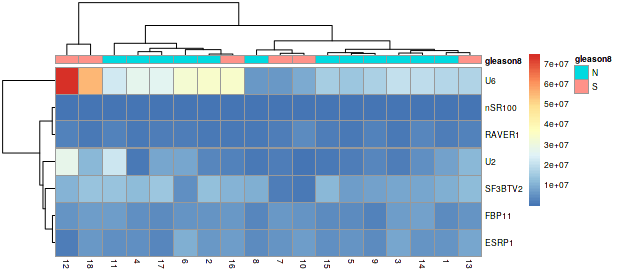 gleason8
U6
nSR100
RAVER1
U2
SF3BTV2
FBP11
ESRP1
12 18 11 4 17 6 2 16 8 7 10 15 5 9 3 14 1 13
7e+07
6e+07
5e+07
4e+07
3e+07
2e+07
1e+07
gleason8
N
S